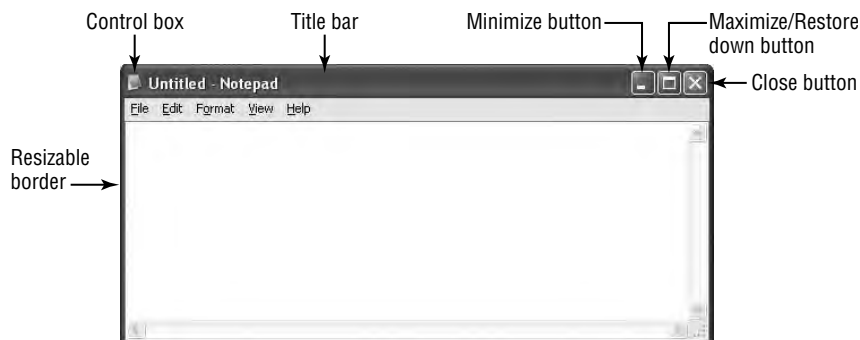 Control box
Title bar
Minimize button
Maximize/Restore
down button
Untitled - Notepad
Close button
File Edit Format View Help
Resizable
border